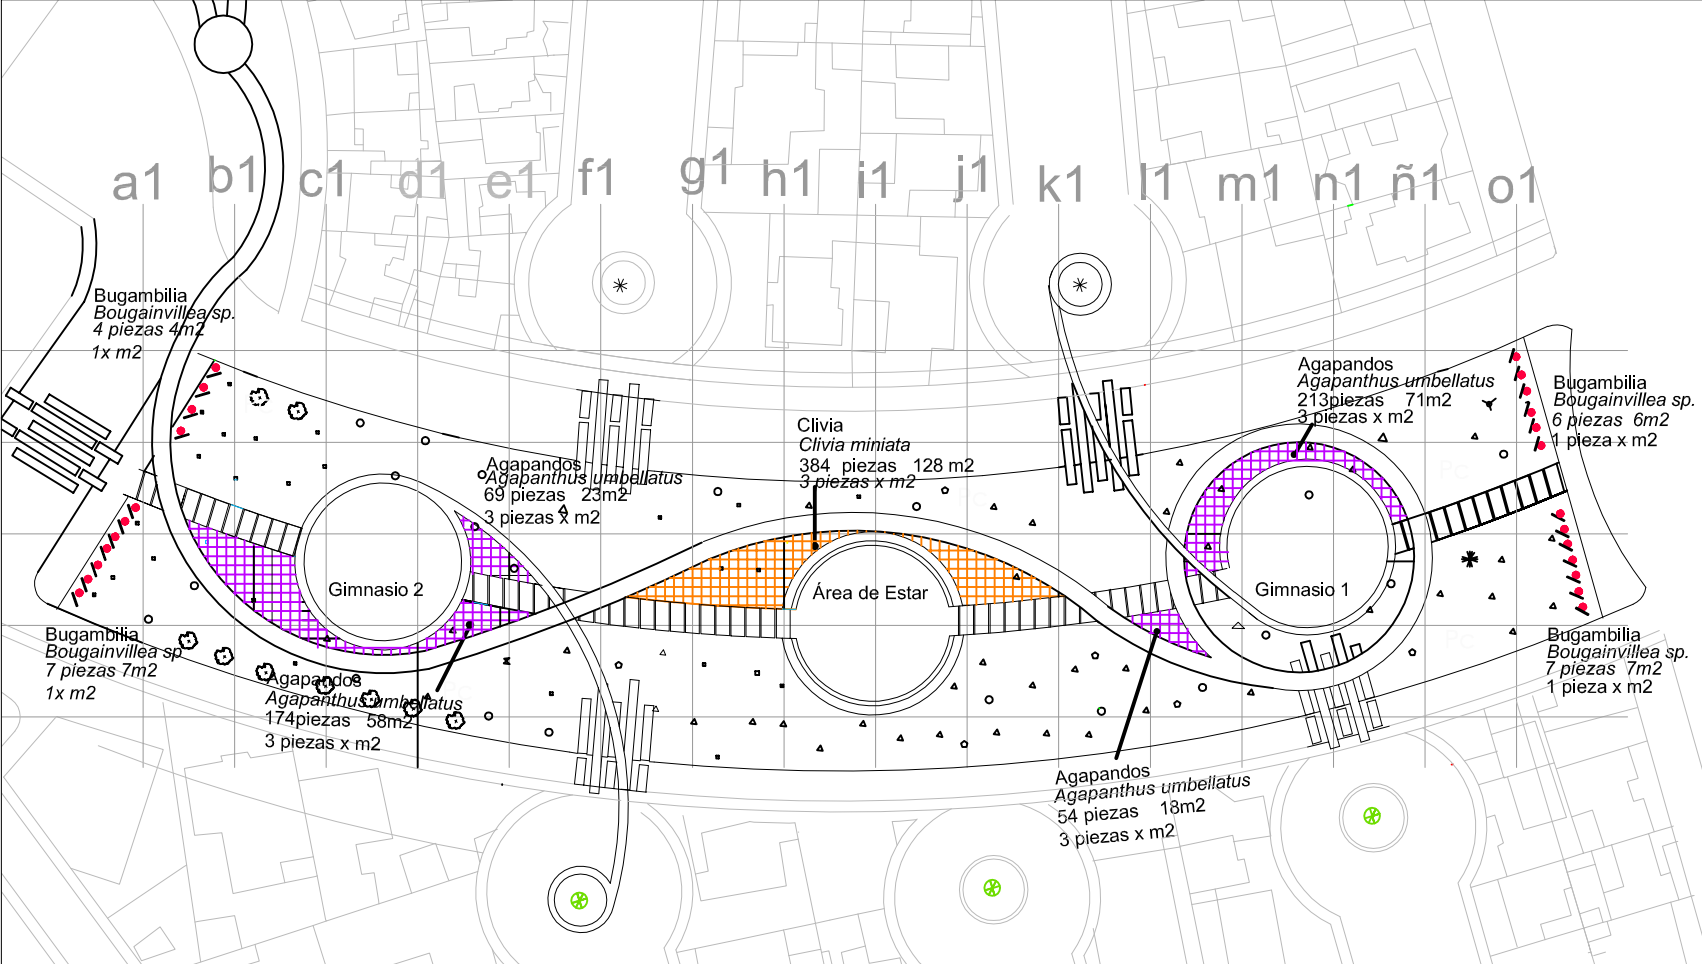 a1 b1 c1 d1 e1 f1 g1 h1 i1 j1 k1 l1 m1 n1 ñ1 o1
Bugambilia
Bougainvillea sp.
4 piezas 4m2
1x m2
Agapandos
Agapanthus umbellatus
69 piezas 23m2
3 piezas x m2
Clivia
Clivia miniata
384 piezas 128 m2
3 piezas x m2
Agapandos
Agapanthus umbellatus
213piezas 71m2
3 piezas x m2
Bugambilia
Bougainvillea sp.
6 piezas 6m2
1 pieza x m2
Gimnasio 2
Área de Estar
Gimnasio 1
Bugambilia
Bougainvillea sp
7 piezas 7m2
1x m2
Agapandos
Agapanthus umbellatus
174piezas 58m2
3 piezas x m2
Agapandos
Agapanthus umbellatus
54 piezas 18m2
3 piezas x m2
Bugambilia
Bougainvillea sp.
7 piezas 7m2
1 pieza x m2